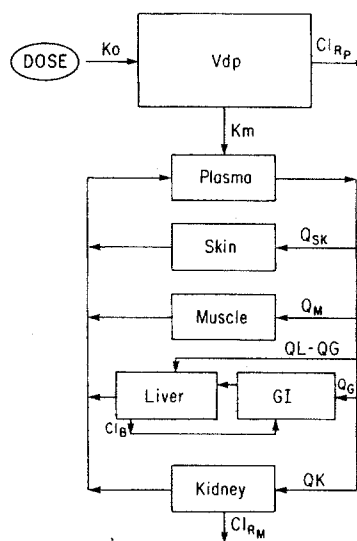 DOSE
Ko
Vdp
ClRp
Km
Plasma
Skin
QSK
Muscle
QM
QL-QG
Liver
GI
QG
ClB
Kidney
QK
ClRM